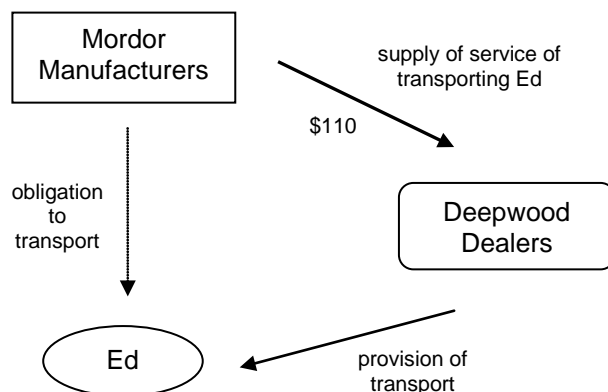 Mordor
Manufacturers
supply of service of
transporting Ed
$110
obligation
to
transport
Deepwood
Dealers
Ed
provision of
transport